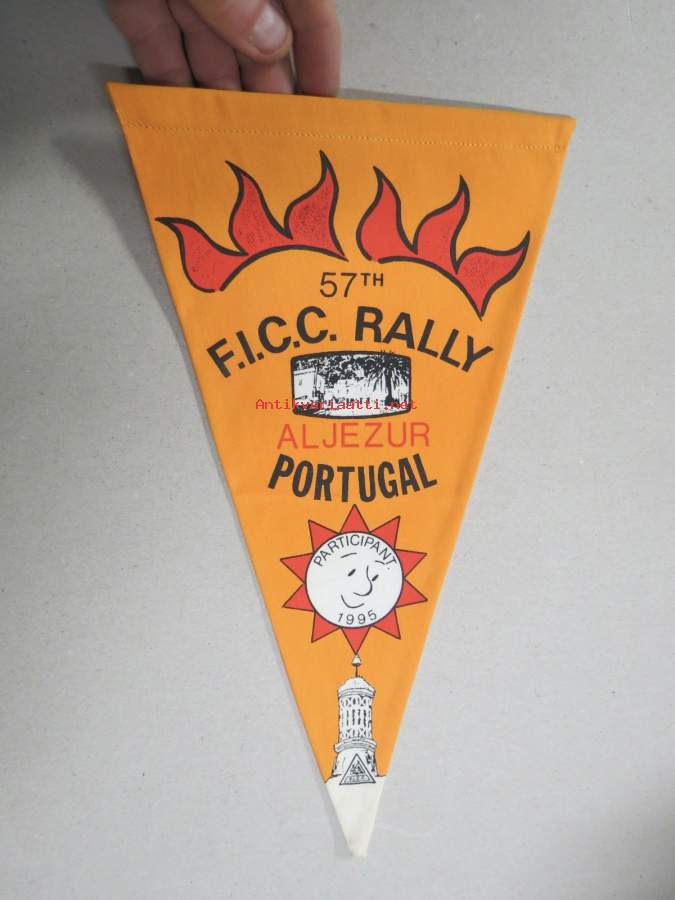 57TH
F.I.C.C. RALLY
Antikvariaatti.net
ALJEZUR
PORTUGAL
PARTICIPANT
1995